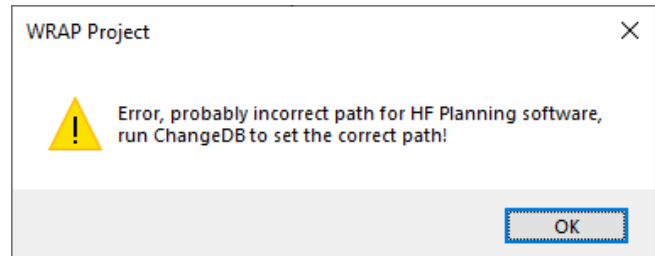 WRAP Project
Error, probably incorrect path for HF Planning software,
run ChangeDB to set the correct path!
OK